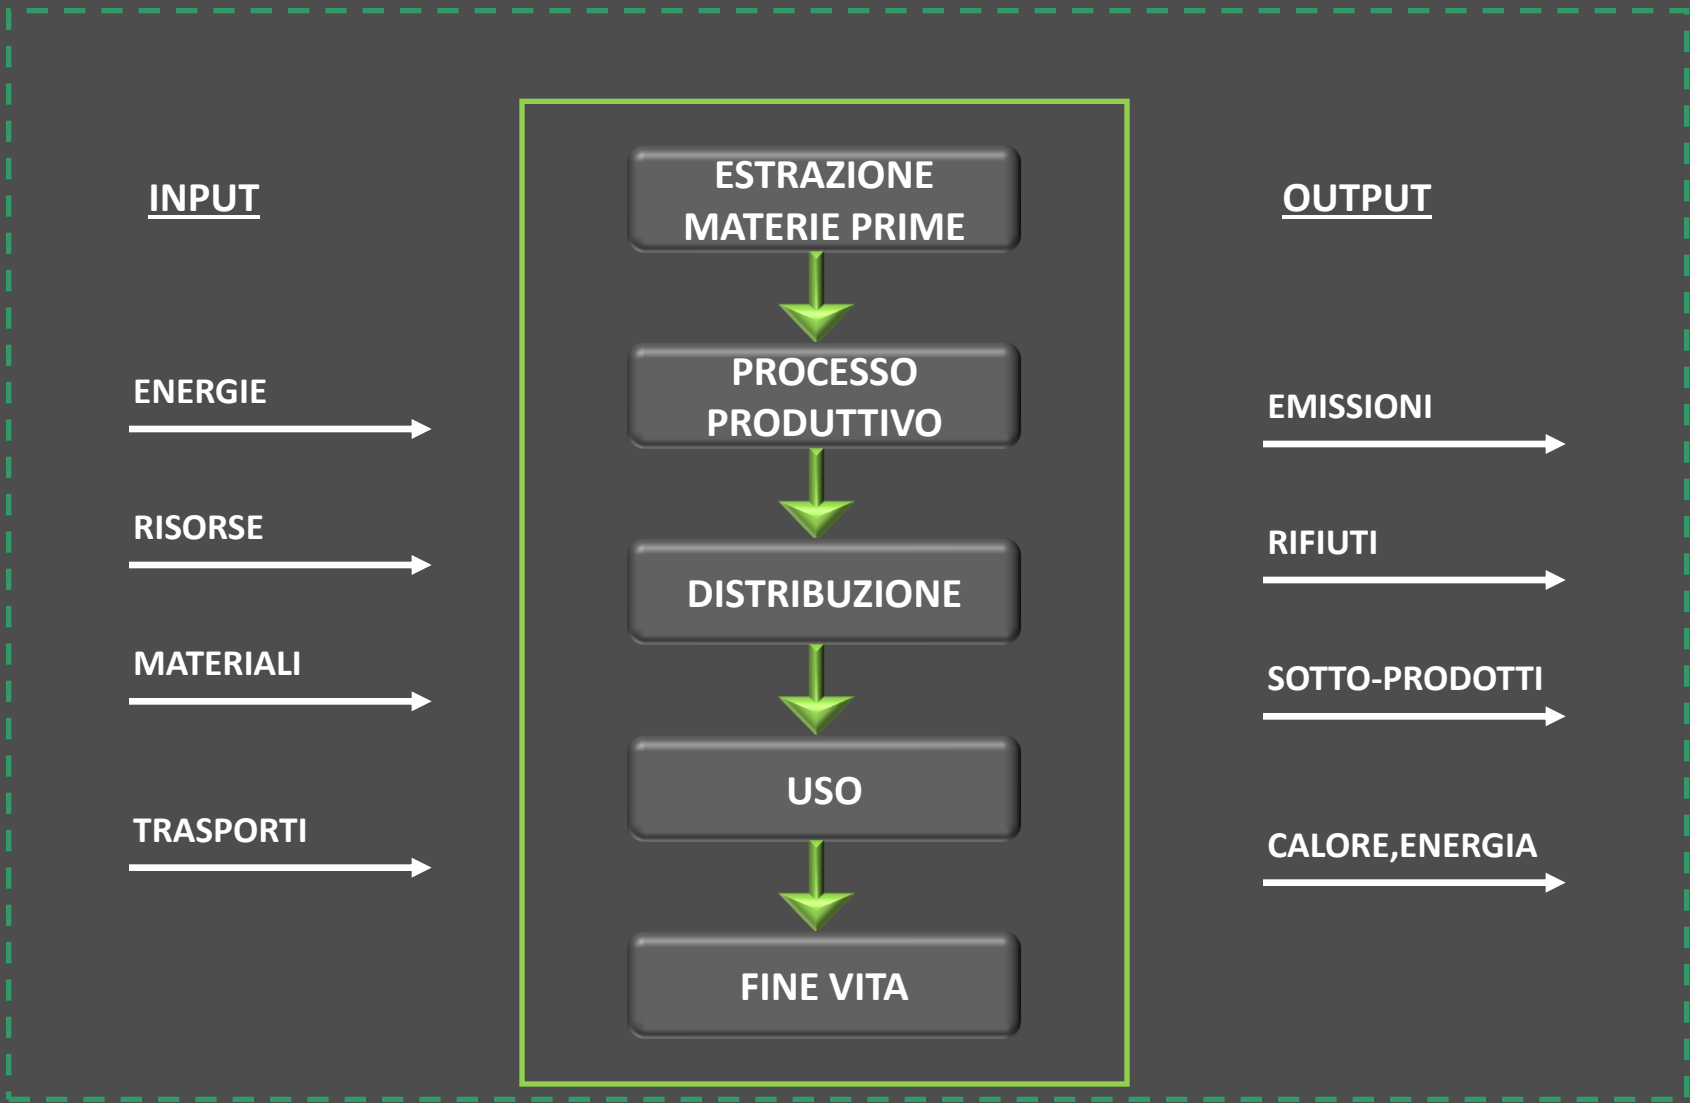 INPUT
ENERGIE
RISORSE
MATERIALI
TRASPORTI
ESTRAZIONE
MATERIE PRIME
PROCESSO
PRODUTTIVO
DISTRIBUZIONE
USO
FINE VITA
OUTPUT
EMISSIONI
RIFIUTI
SOTTO-PRODOTTI
CALORE,ENERGIA